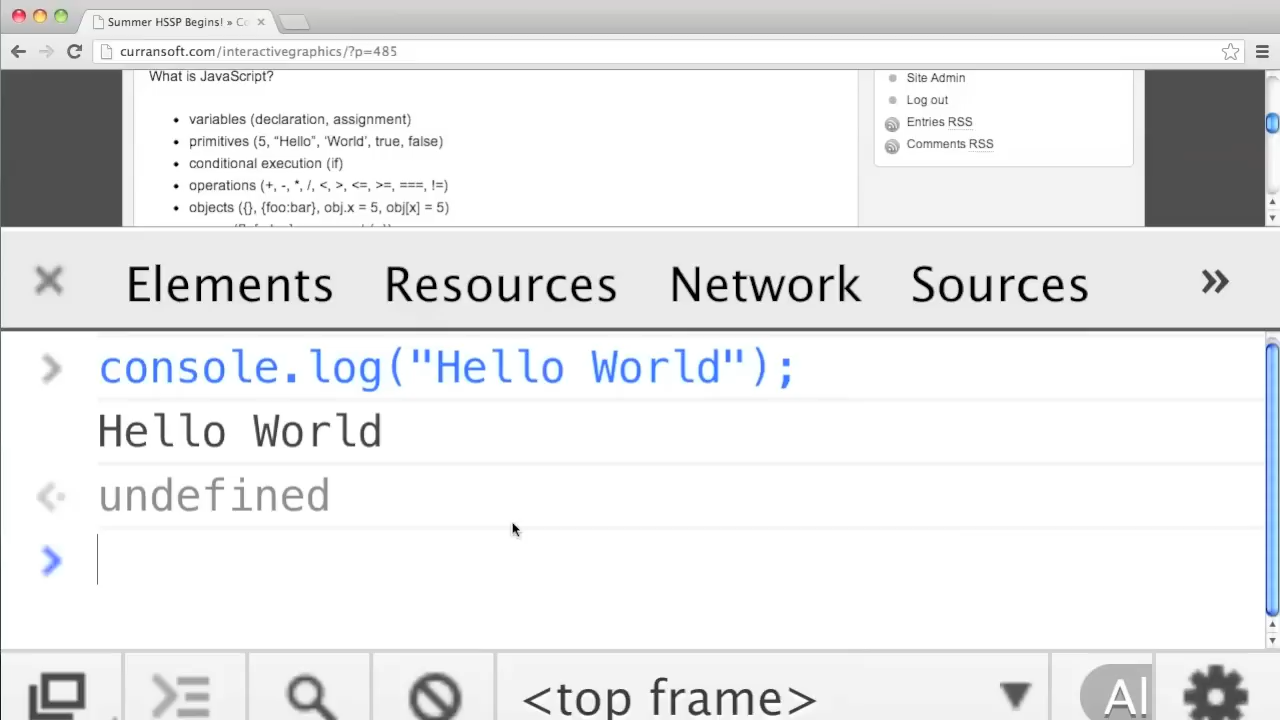 Summer HSSP Begins! » Co
curransoft.com/interactivegraphics/?p=485
What is JavaScript?
variables (declaration, assignment)
primitives (5, “Hello”, ‘World’, true, false)
conditional execution (if)
operations (+, -, *, /, <, >, <=, >=, ===, !=)
objects ({}, {foo:bar}, obj.x = 5, obj[x] = 5)
Site Admin
Log out
Entries RSS
Comments RSS
Elements Resources Network Sources »
console.log("Hello World");
Hello World
undefined
<top frame>
Al